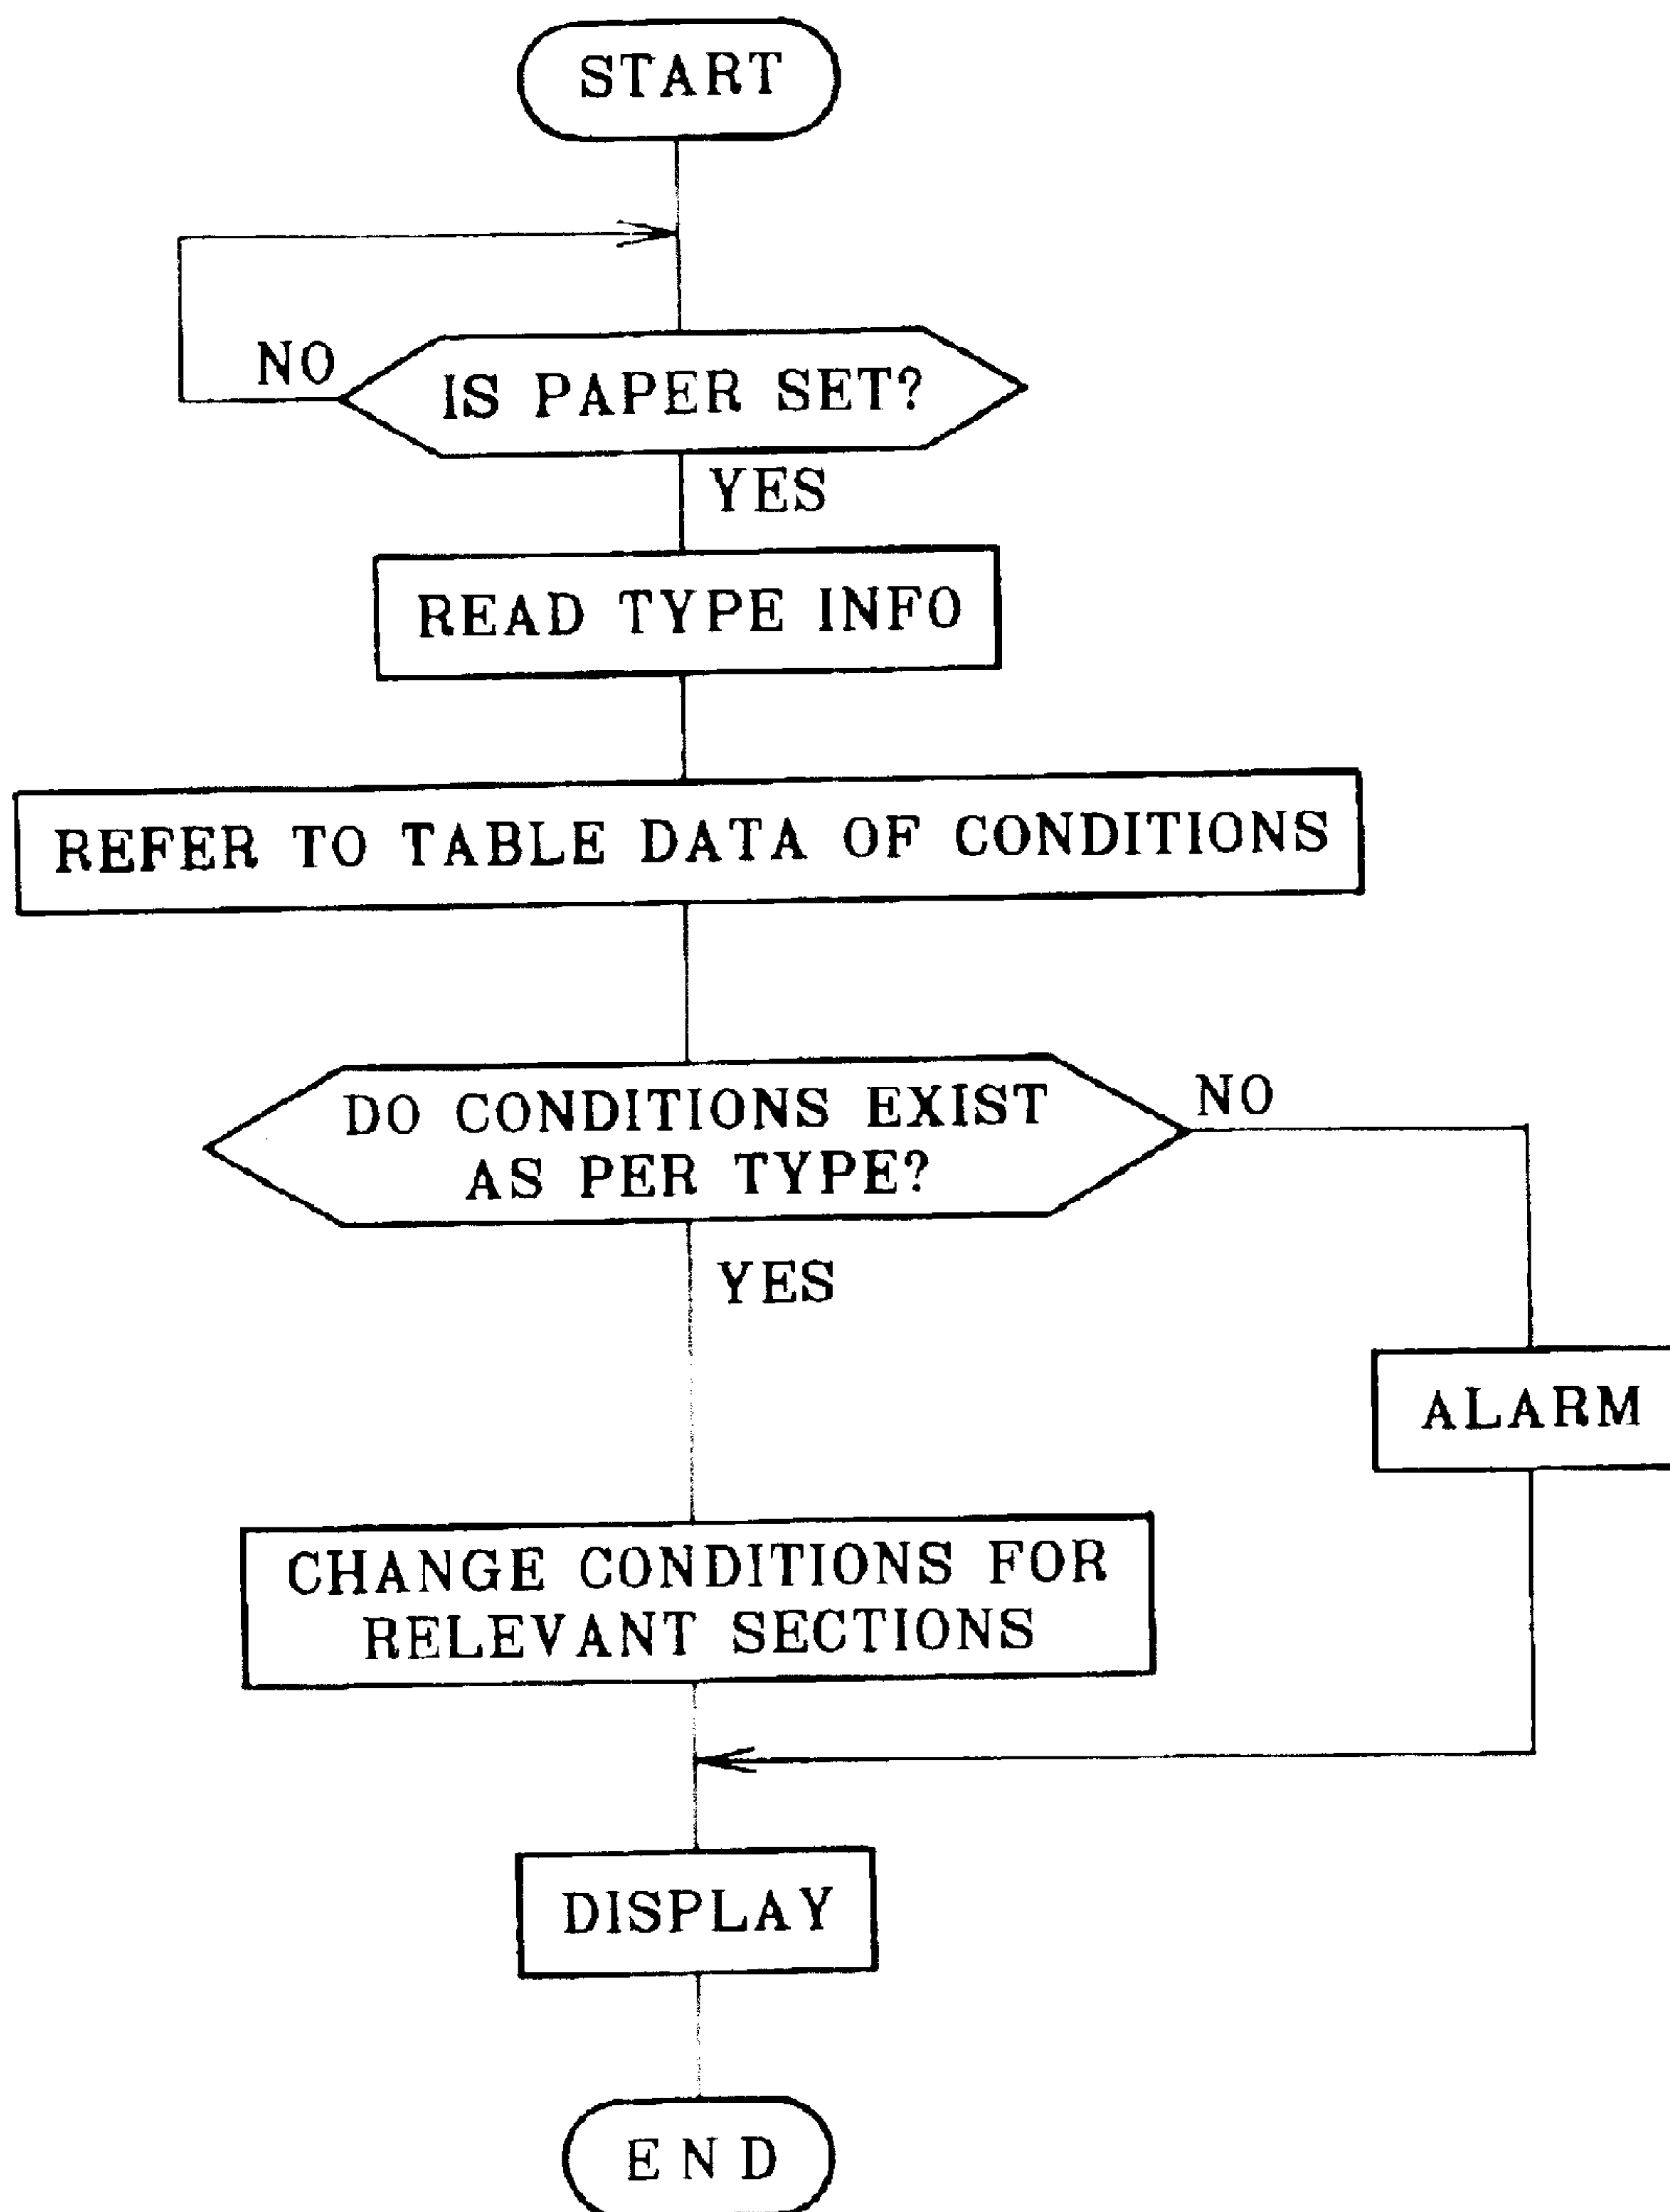 START
NO
IS PAPER SET?
YES
READ TYPE INFO
REFER TO TABLE DATA OF CONDITIONS
DO CONDITIONS EXIST
AS PER TYPE?
NO
YES
ALARM
CHANGE CONDITIONS FOR
RELEVANT SECTIONS
DISPLAY
END